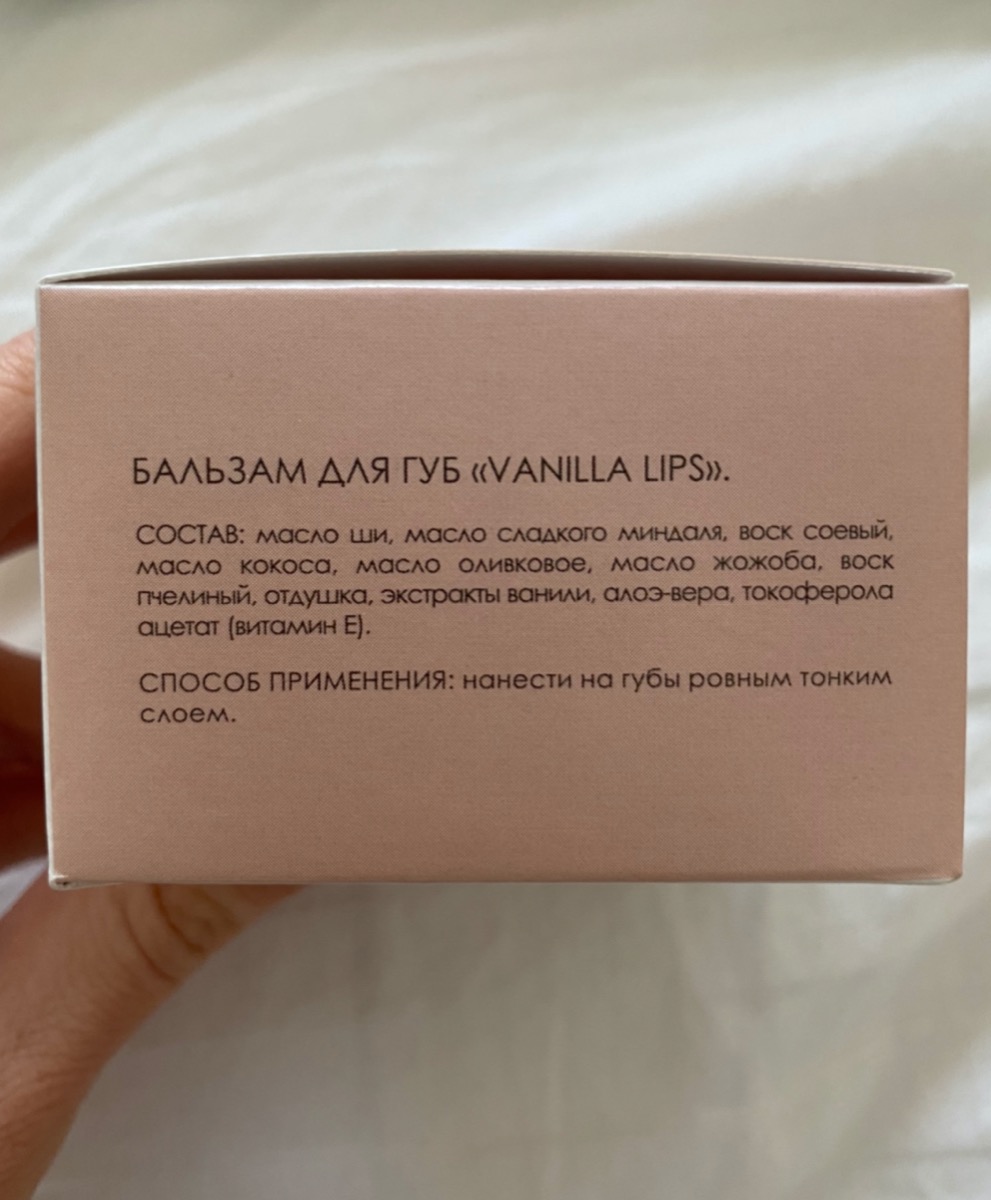 БАЛЬЗАМ ДЛЯ ГУБ «VANILLA LIPS».
СОСТАВ: масло ши, масло сладкого миндаля, воск соевый,
масло кокоса, масло оливковое, масло жожоба, воск
пчелиный, отдушка, экстракты ванили, алоэ-вера, токоферола
ацетат (витамин Е).
СПОСОБ ПРИМЕНЕНИЯ: нанести на губы ровным тонким
слоем.